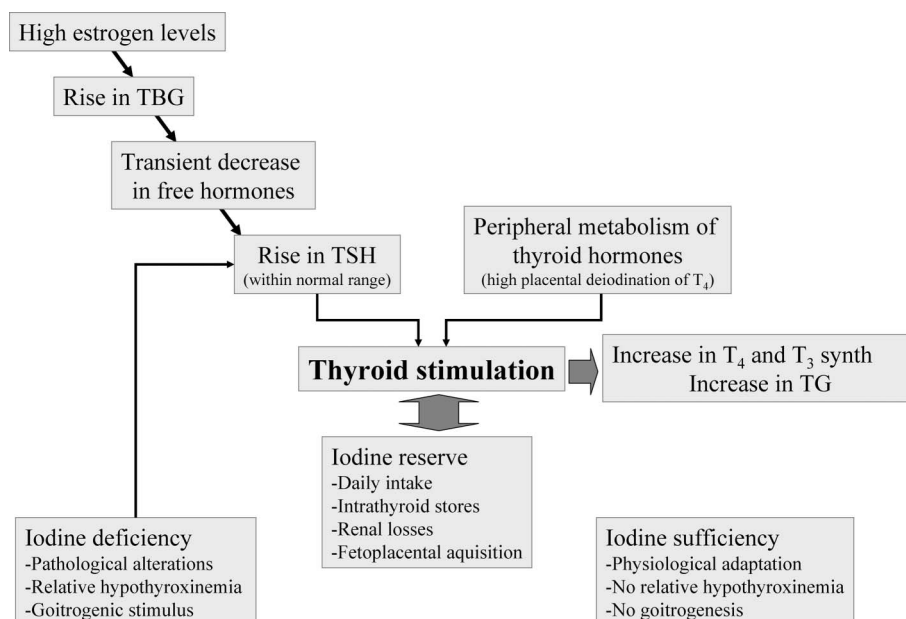 High estrogen levels
Rise in TBG
Transient decrease
in free hormones
Rise in TSH
(within normal range)
Peripheral metabolism of
thyroid hormones
(high placental deiodination of T₄)
Thyroid stimulation
Increase in T₄ and T₃ synth
Increase in TG
Iodine reserve
-Daily intake
-Intrathyroid stores
-Renal losses
-Fetoplacental aquisition
Iodine deficiency
-Pathological alterations
-Relative hypothyroxinemia
-Goitrogenic stimulus
Iodine sufficiency
-Physiological adaptation
-No relative hypothyroxinemia
-No goitrogenesis